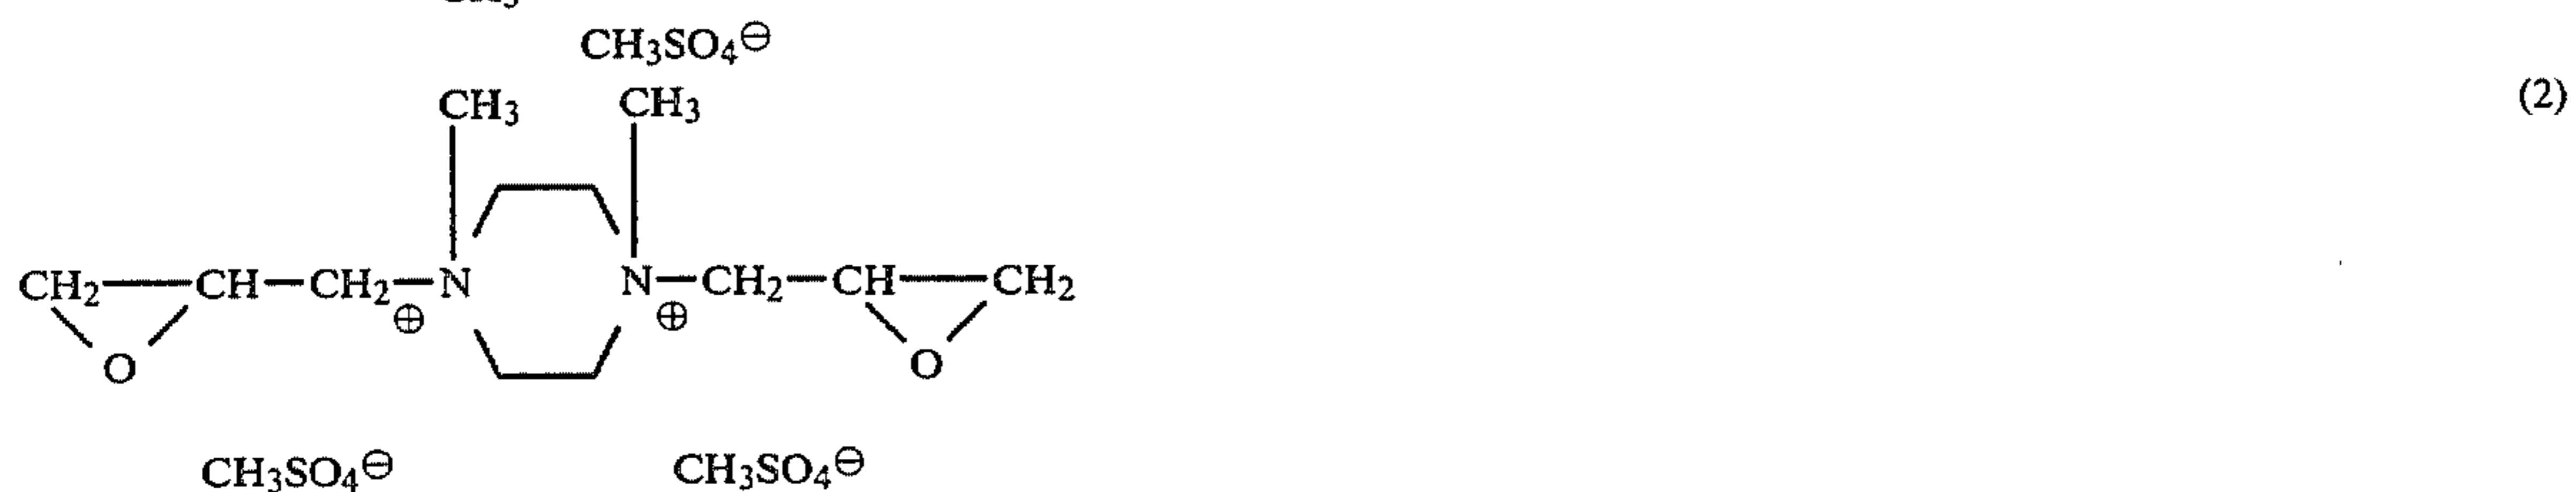 CH₃SO₄⊖
CH₃ CH₃ (2)
CH₂—CH—CH₂—N N—CH₂—CH—CH₂
⊕ ⊕
O O
CH₃SO₄⊖ CH₃SO₄⊖